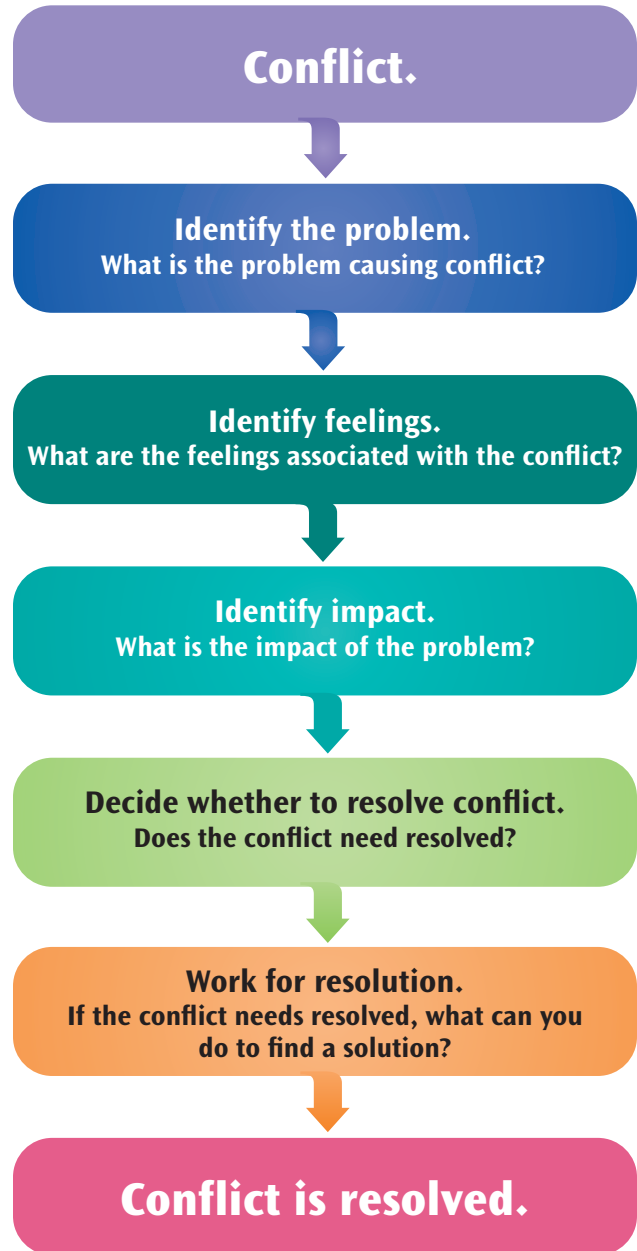 Conflict.
Identify the problem.
What is the problem causing conflict?
Identify feelings.
What are the feelings associated with the conflict?
Identify impact.
What is the impact of the problem?
Decide whether to resolve conflict.
Does the conflict need resolved?
Work for resolution.
If the conflict needs resolved, what can you
do to find a solution?
Conflict is resolved.